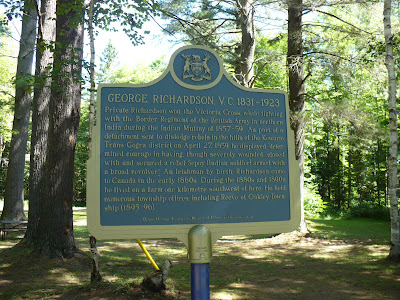 GEORGE RICHARDSON, V.C. 1831-1923
Private Richardson won the Victoria Cross while fighting
with the Border Regiment of the British Army in northern
India during the Indian Mutiny of 1857-59. As part of a
detachment sent to dislodge rebels in the hills of the Kewarie
Trans-Gogra district on April 27, 1859, he displayed "deter-
mined courage in having, though severely wounded, closed
with and secured a rebel Sepoy (Indian soldier) armed with
a loaded revolver". An Irishman by birth, Richardson came
to Canada in the early 1860s. During the 1880s and 1890s
he lived on a farm one kilometre southwest of here. He held
numerous township offices, including Reeve of Oakley Town-
ship (1895-96).